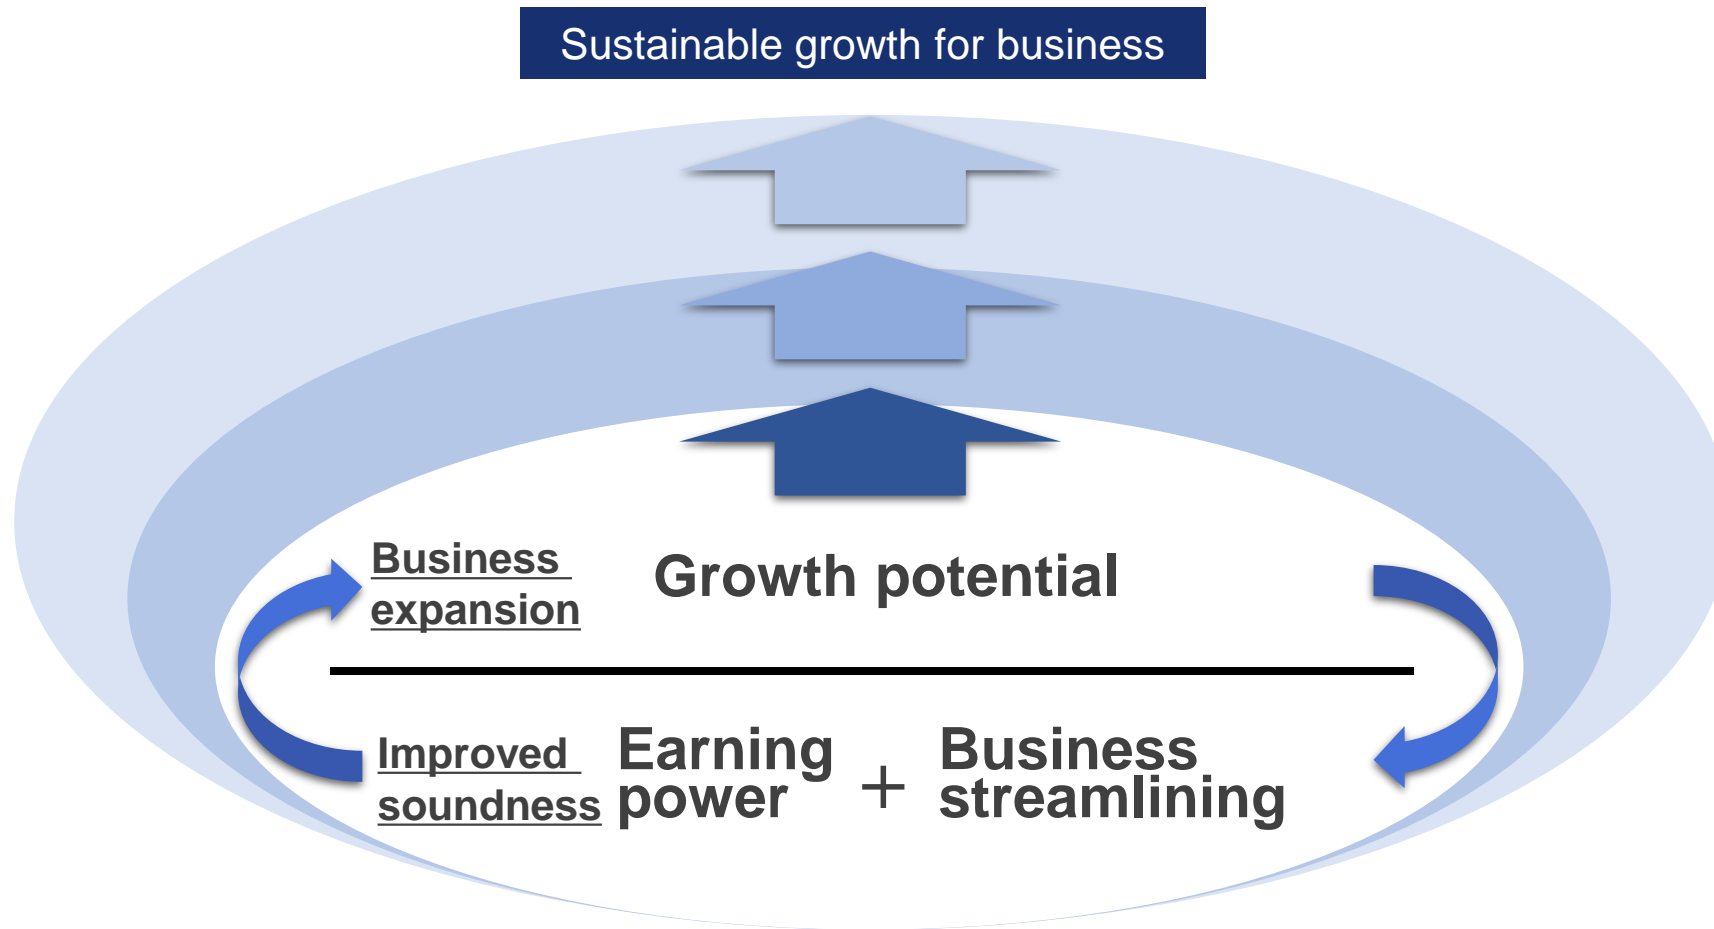 Sustainable growth for business
Business
expansion
Growth potential
Improved
soundness
Earning
power
+
Business
streamlining